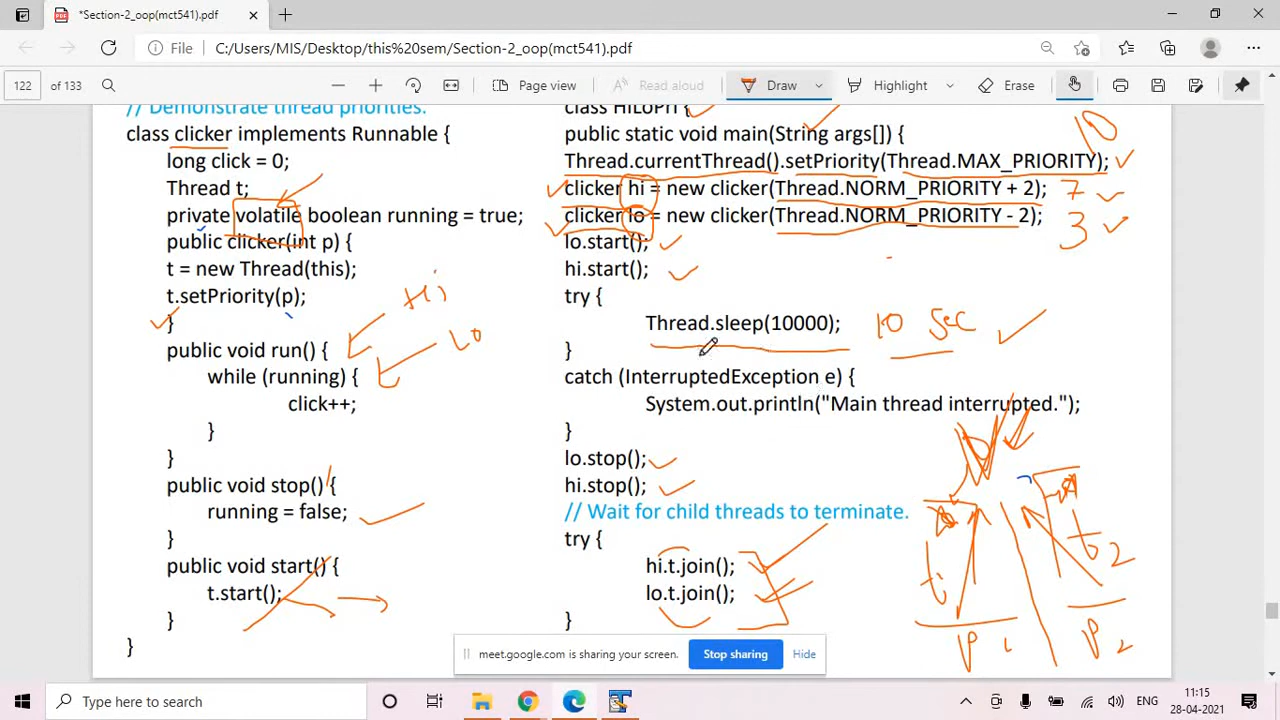 *Section-2_oop(mct541).pdf
File
C:/Users/MIS/Desktop/this%20sem/Section-2_oop(mct541).pdf
122 of 133
Page view
Read aloud
Draw
Highlight
Erase
// Demonstrate thread priorities.
class clicker implements Runnable {
long click = 0;
Thread t;
private volatile boolean running = true;
public clicker(int p) {
t = new Thread(this);
t.setPriority(p);
}
public void run() {
while (running) {
click++;
}
}
public void stop() {
running = false;
}
public void start() {
t.start();
}
}
Hi
Lo
class HiLoPri {
public static void main(String args[]) {
Thread.currentThread().setPriority(Thread.MAX_PRIORITY);
clicker hi = new clicker(Thread.NORM_PRIORITY + 2);
clicker lo = new clicker(Thread.NORM_PRIORITY - 2);
lo.start();
hi.start();
try {
Thread.sleep(10000);
}
catch (InterruptedException e) {
System.out.println("Main thread interrupted.");
}
lo.stop();
hi.stop();
// Wait for child threads to terminate.
try {
hi.t.join();
lo.t.join();
}
10
7
3
10 sec
t1
t2
P1
P2
meet.google.com is sharing your screen.
Stop sharing
Hide
Type here to search
ENG
11:15
28-04-2021